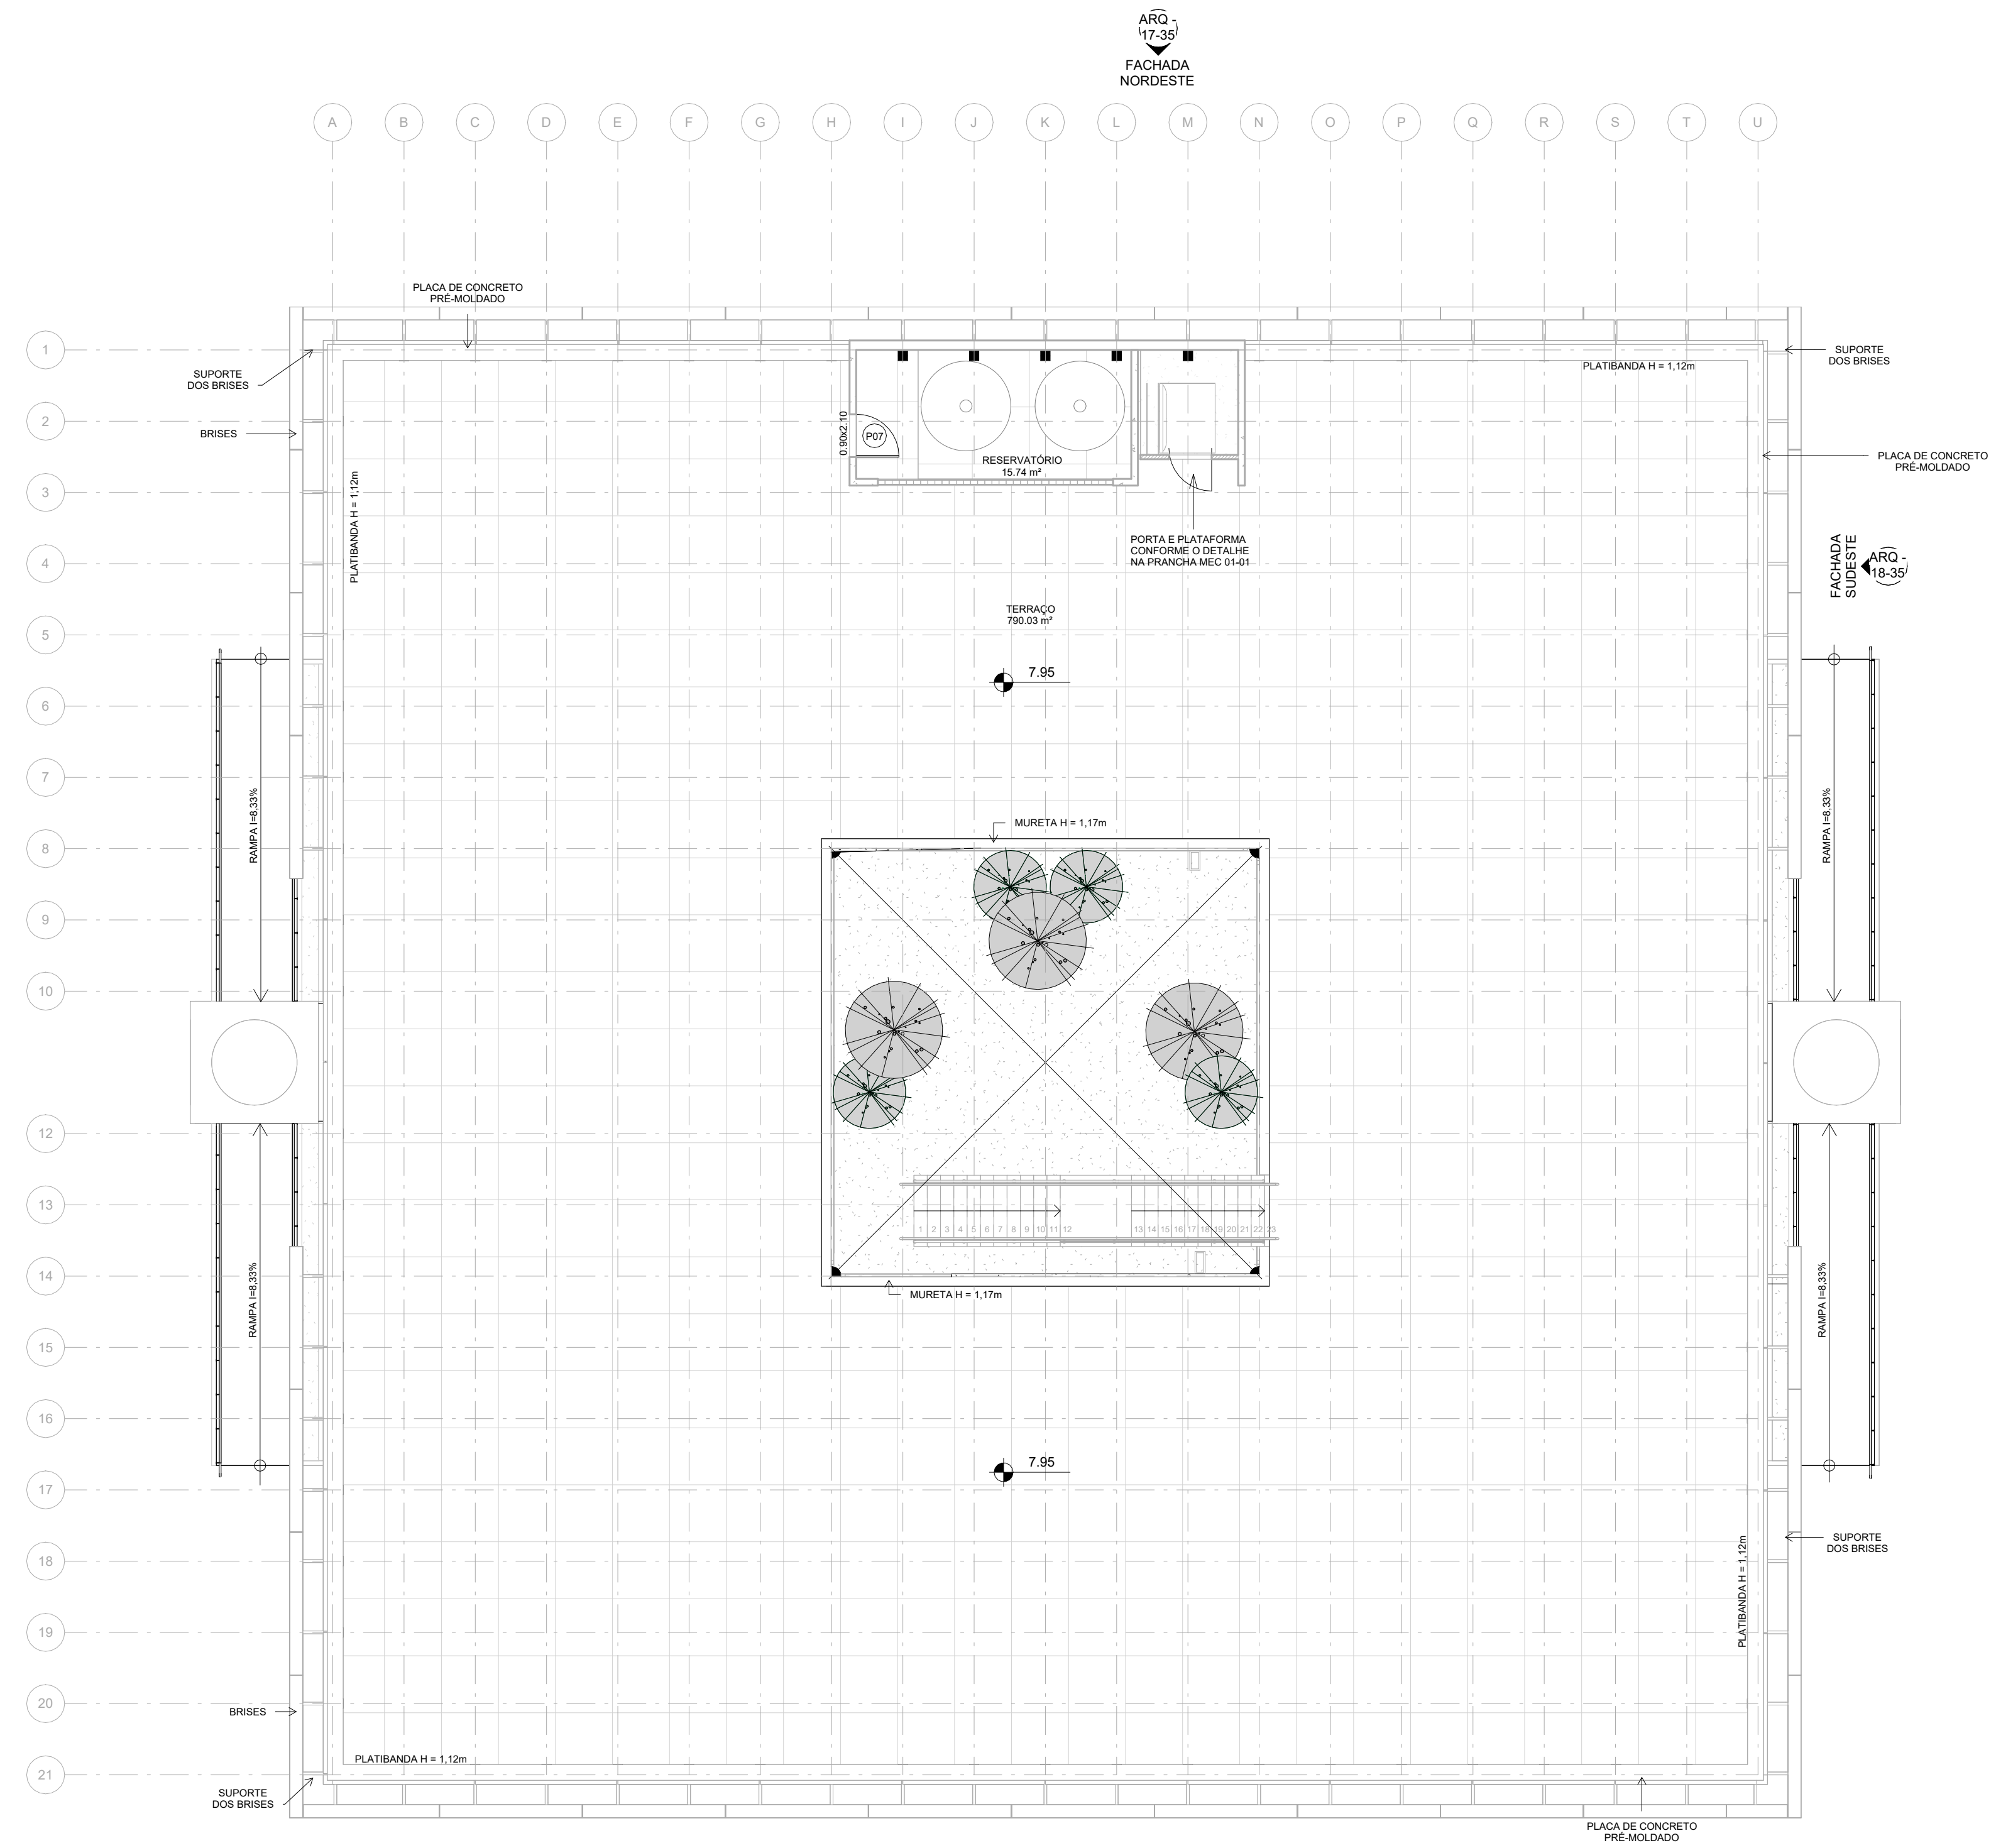 ARQ -
17-35
FACHADA
NORDESTE
A
B
C
D
E
F
G
H
I
J
K
L
M
N
O
P
Q
R
S
T
U
PLACA DE CONCRETO
PRÉ-MOLDADO
1
SUPORTE
DOS BRISES
SUPORTE
DOS BRISES
PLATIBANDA H = 1,12m
2
BRISES
0.90x2.10
P07
RESERVATÓRIO
15.74 m²
PLACA DE CONCRETO
PRÉ-MOLDADO
3
PLATIBANDA H = 1,12m
PORTA E PLATAFORMA
CONFORME O DETALHE
NA PRANCHA MEC 01-01
4
FACHADA
SUDESTE
ARQ -
18-35
TERRAÇO
790.03 m²
5
7.95
6
7
RAMPA I=8,33%
RAMPA I=8,33%
MURETA H = 1,17m
8
9
10
12
13
1 2 3 4 5 6 7 8 9 10 11 12
13 14 15 16 17 18 19 20 21 22 23
14
MURETA H = 1,17m
RAMPA I=8,33%
RAMPA I=8,33%
15
16
7.95
17
SUPORTE
DOS BRISES
18
PLATIBANDA H = 1,12m
19
20
BRISES
PLATIBANDA H = 1,12m
21
SUPORTE
DOS BRISES
PLACA DE CONCRETO
PRÉ-MOLDADO